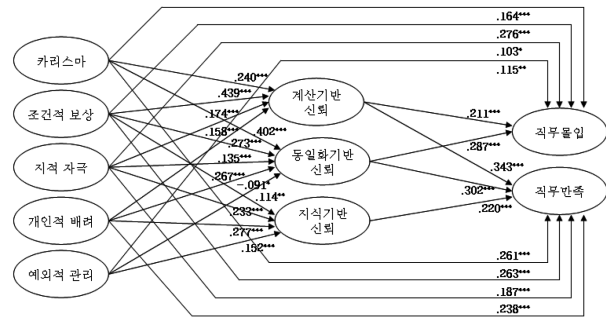 .164***
.276***
.103*
.115**
카리스마
조건적 보상
지적 자극
개인적 배려
예외적 관리
.240***
.439***
.174***
.158***
.402***
.273***
.135***
.267***
-.091*
.114**
.233***
.277***
.152***
계산기반
신뢰
동일화기반
신뢰
지식기반
신뢰
.211***
.287***
.343***
.302***
.220***
직무몰입
직무만족
.261***
.263***
.187***
.238***